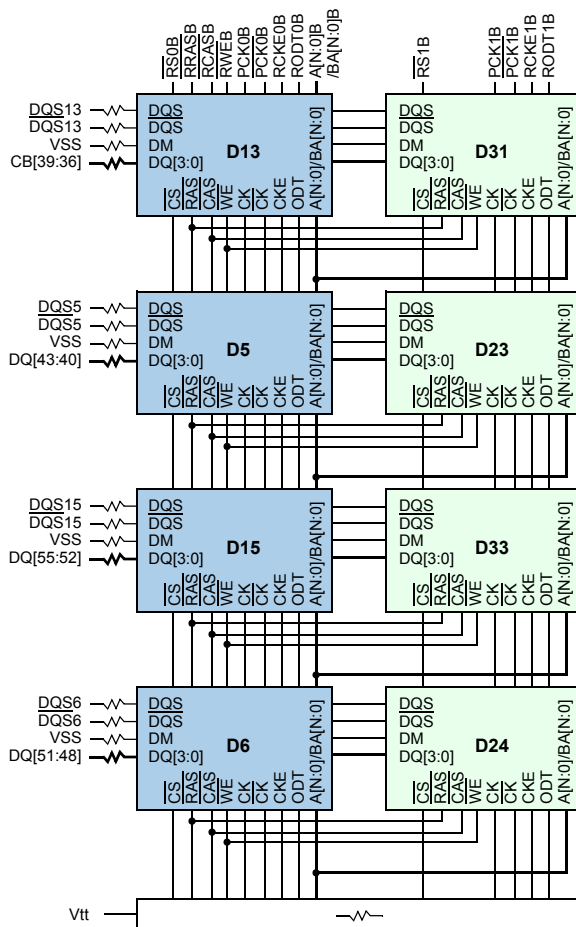 RS0B
RRASB
RCASB
RWEB
PCK0B
PCK0B
RCKE0B
RODT0B
A[N:0]B
/BA[N:0]B
RS1B
PCK1B
PCK1B
RCKE1B
RODT1B
DQS13
DQS13
VSS
CB[39:36]
DQS
DQS
DM
DQ[3:0]
D13
CS
RAS
CAS
WE
CK
CK
CKE
ODT
A[N:0]/BA[N:0]
DQS
DQS
DM
DQ[3:0]
D31
CS
RAS
CAS
WE
CK
CK
CKE
ODT
A[N:0]/BA[N:0]
DQS5
DQS5
VSS
DQ[43:40]
DQS
DQS
DM
DQ[3:0]
D5
CS
RAS
CAS
WE
CK
CK
CKE
ODT
A[N:0]/BA[N:0]
DQS
DQS
DM
DQ[3:0]
D23
CS
RAS
CAS
WE
CK
CK
CKE
ODT
A[N:0]/BA[N:0]
DQS15
DQS15
VSS
DQ[55:52]
DQS
DQS
DM
DQ[3:0]
D15
CS
RAS
CAS
WE
CK
CK
CKE
ODT
A[N:0]/BA[N:0]
DQS
DQS
DM
DQ[3:0]
D33
CS
RAS
CAS
WE
CK
CK
CKE
ODT
A[N:0]/BA[N:0]
DQS6
DQS6
VSS
DQ[51:48]
DQS
DQS
DM
DQ[3:0]
D6
CS
RAS
CAS
WE
CK
CK
CKE
ODT
A[N:0]/BA[N:0]
DQS
DQS
DM
DQ[3:0]
D24
CS
RAS
CAS
WE
CK
CK
CKE
ODT
A[N:0]/BA[N:0]
Vtt